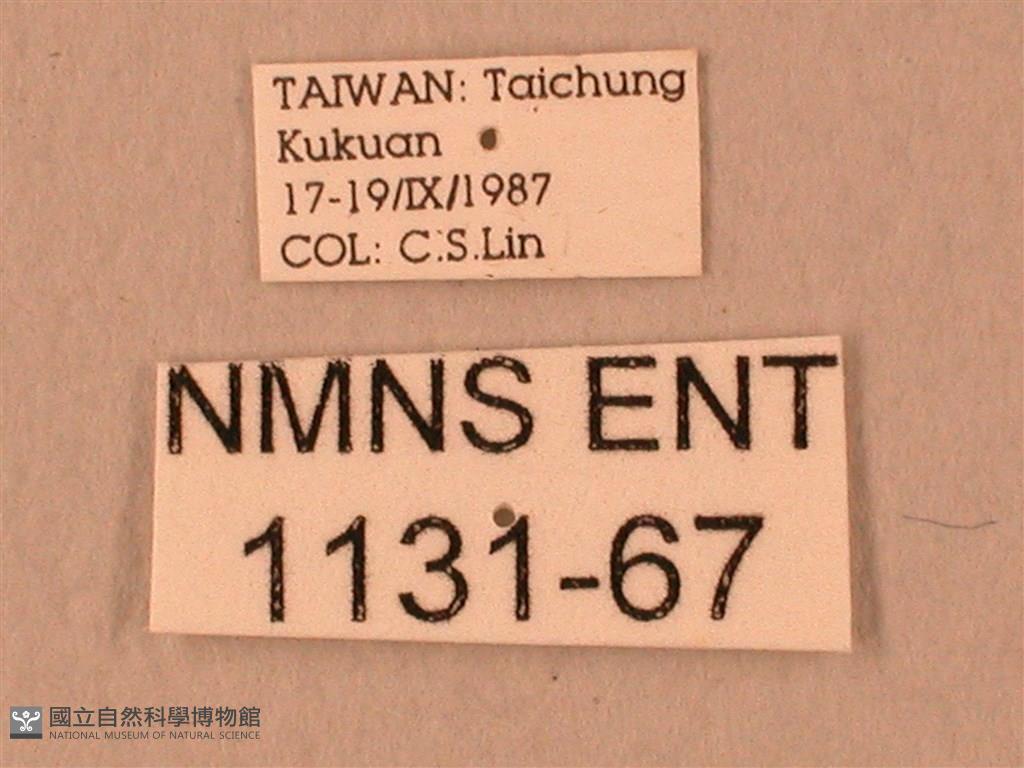 TAIWAN: Taichung
Kukuan
17-19/IX/1987
COL: C.S.Lin
NMNS ENT
1131-67
國立自然科學博物館
NATIONAL MUSEUM OF NATURAL SCIENCE